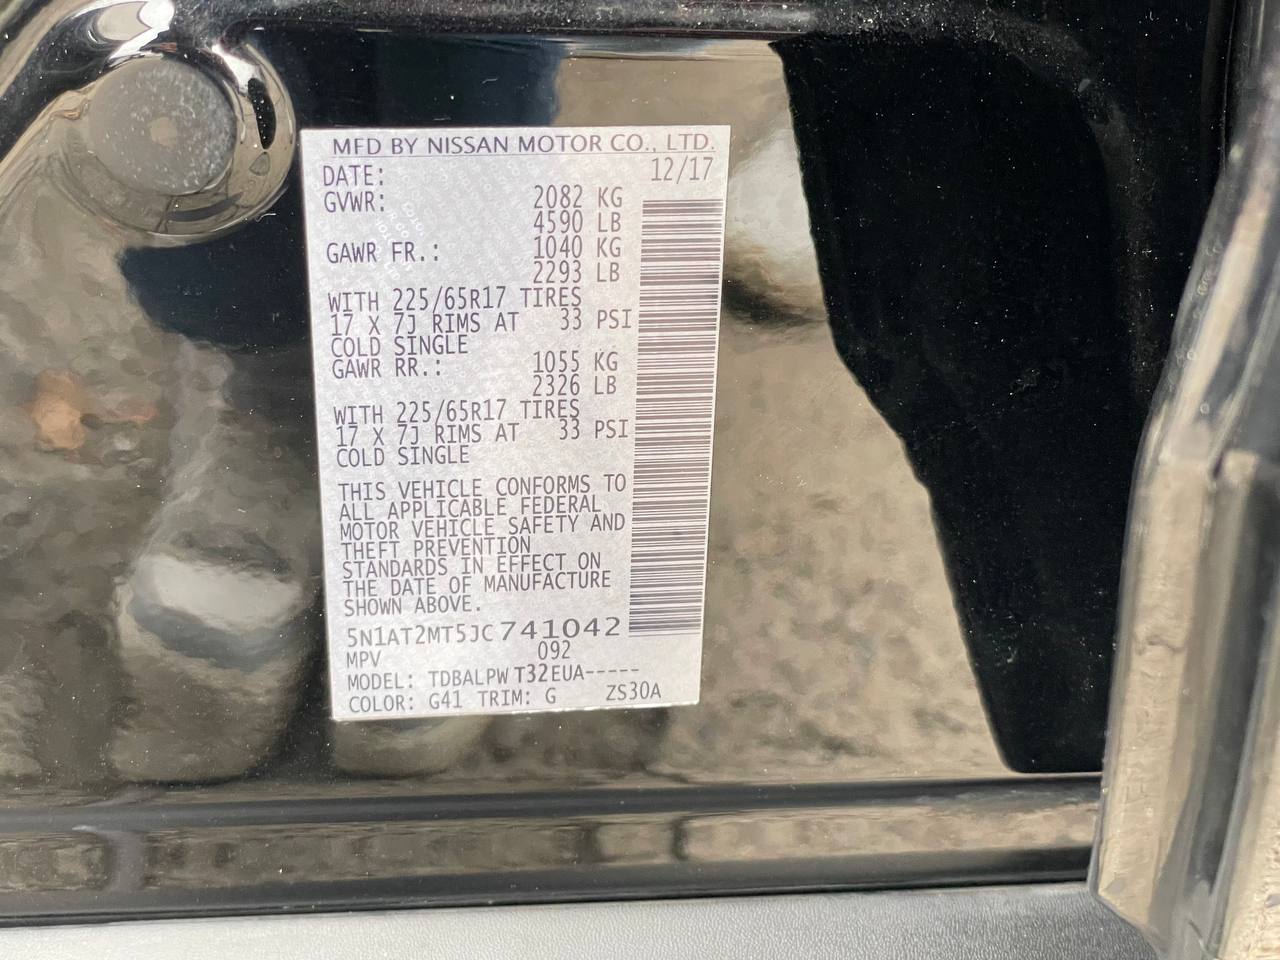 MFD BY NISSAN MOTOR CO., LTD.
DATE: 12/17
GVWR: 2082 KG
4590 LB
GAWR FR.: 1040 KG
2293 LB
WITH 225/65R17 TIRES
17 X 7J RIMS AT 33 PSI
COLD SINGLE
GAWR RR.: 1055 KG
2326 LB
WITH 225/65R17 TIRES
17 X 7J RIMS AT 33 PSI
COLD SINGLE
THIS VEHICLE CONFORMS TO
ALL APPLICABLE FEDERAL
MOTOR VEHICLE SAFETY AND
THEFT PREVENTION
STANDARDS IN EFFECT ON
THE DATE OF MANUFACTURE
SHOWN ABOVE.
5N1AT2MT5JC741042
MPV 092
MODEL: TDBALPW T32EUA-----
COLOR: G41 TRIM: G ZS30A